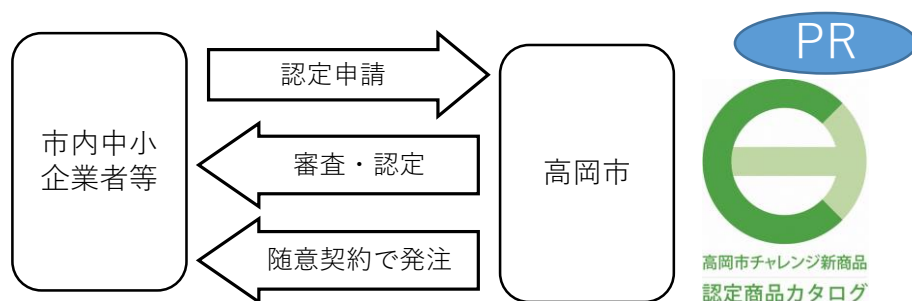 市内中小
企業者等
認定申請
審査・認定
随意契約で発注
高岡市
PR
高岡市チャレンジ新商品
認定商品カタログ